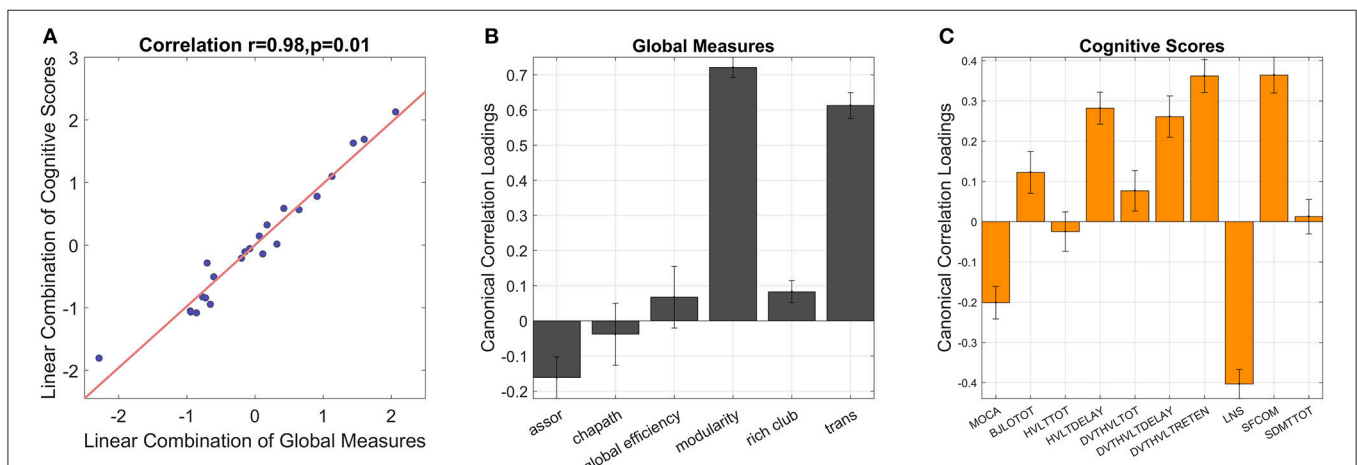 A
Correlation r=0.98,p=0.01
Linear Combination of Cognitive Scores
3
2
1
0
-1
-2
-2 -1 0 1 2
Linear Combination of Global Measures
B
Global Measures
Canonical Correlation Loadings
0.7
0.6
0.5
0.4
0.3
0.2
0.1
0
-0.1
-0.2
assor
chapath
global efficiency
modularity
rich club
trans
C
Cognitive Scores
Canonical Correlation Loadings
0.4
0.3
0.2
0.1
0
-0.1
-0.2
-0.3
-0.4
MOCA
BJLOTOT
HVLTTOT
HVLTDELAY
DVTHVLTOT
DVTHVLTDELAY
DVTHVLTRETEN
LNS
SFCOM
SDMTTOT